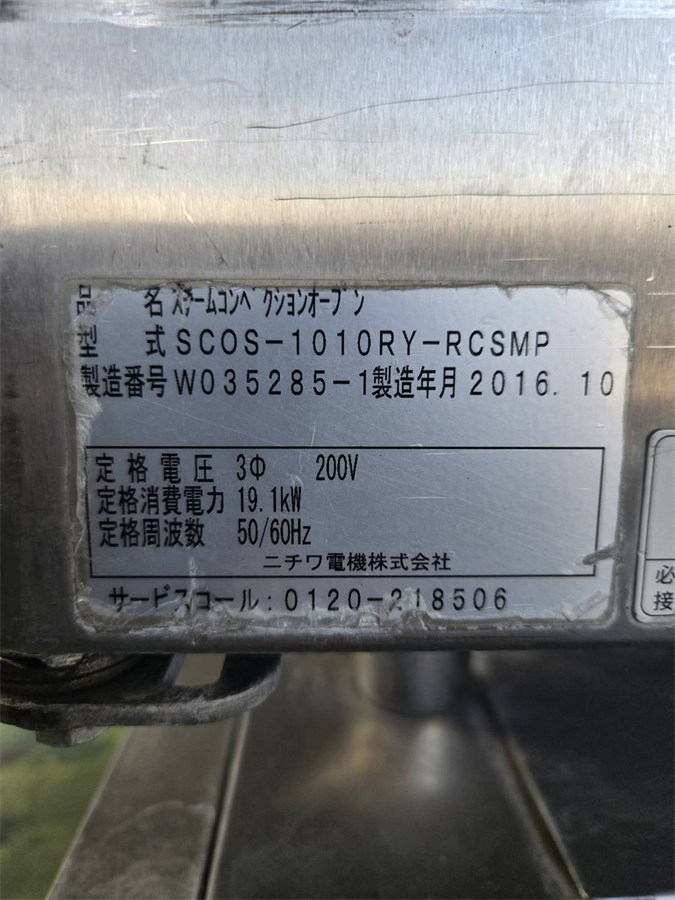 品 名 スチームコンベクションオーブン
型 式 SCOS-1010RY-RCSMP
製造番号 W035285-1 製造年月 2016.10
定格電圧 3Φ 200V
定格消費電力 19.1kW
定格周波数 50/60Hz
ニチワ電機株式会社
サービスコール:0120-218506
必
接